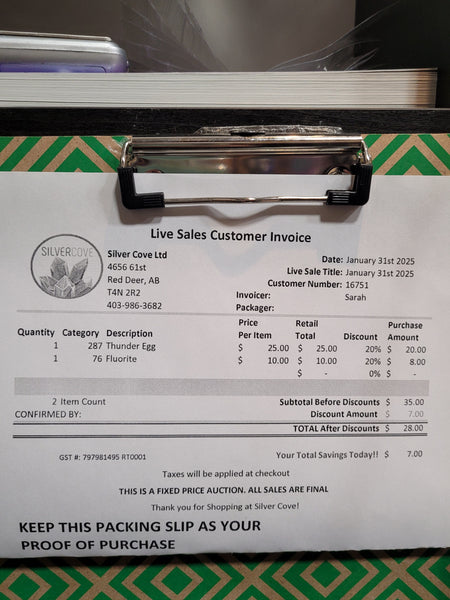 Live Sales Customer Invoice
SILVERCOVE
Silver Cove Ltd
4656 61st
Red Deer, AB
T4N 2R2
403-986-3682
Date: January 31st 2025
Live Sale Title: January 31st 2025
Customer Number: 16751
Invoicer: Sarah
Packager:
Quantity Category Description Price Per Item Retail Total Discount Purchase Amount
1 287 Thunder Egg $ 25.00 $ 25.00 20% $ 20.00
1 76 Fluorite $ 10.00 $ 10.00 20% $ 8.00
$ - 0% $ -
2 Item Count Subtotal Before Discounts $ 35.00
CONFIRMED BY: Discount Amount $ 7.00
TOTAL After Discounts $ 28.00
GST #: 797981495 RT0001 Your Total Savings Today!! $ 7.00
Taxes will be applied at checkout
THIS IS A FIXED PRICE AUCTION. ALL SALES ARE FINAL
Thank you for Shopping at Silver Cove!
KEEP THIS PACKING SLIP AS YOUR
PROOF OF PURCHASE